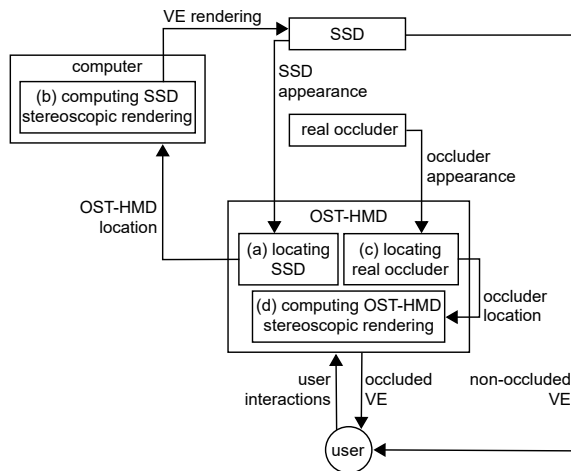 VE rendering
SSD
computer
(b) computing SSD
stereoscopic rendering
SSD
appearance
real occluder
occluder
appearance
OST-HMD
location
OST-HMD
(a) locating
SSD
(c) locating
real occluder
(d) computing OST-HMD
stereoscopic rendering
occluder
location
user
interactions
occluded
VE
non-occluded
VE
user